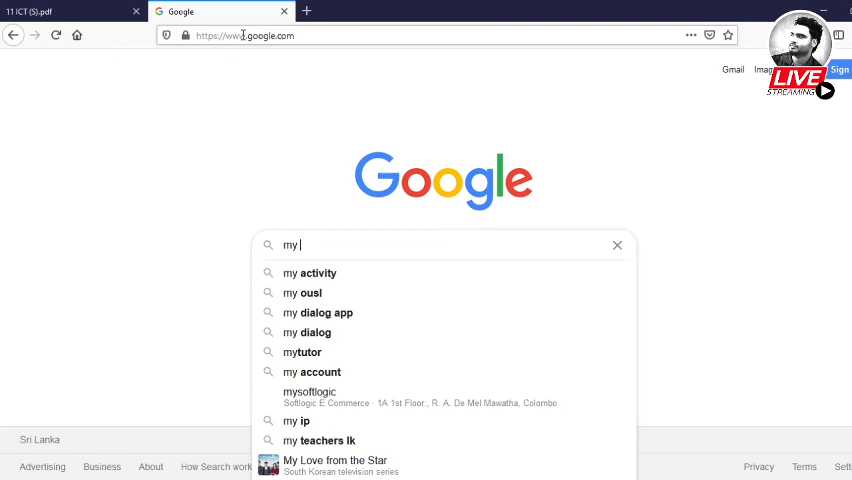 11 ICT (S).pdf
Google
https://www.google.com
LIVE
STREAMING
Gmail
Sign
Google
my
my activity
my ousl
my dialog app
my dialog
mytutor
my account
mysoftlogic
Softlogic E Commerce · 1A 1st Floor:, R. A. De Mel Mawatha, Colombo
my ip
my teachers lk
My Love from the Star
South Korean television series
Sri Lanka
Advertising Business About How Search work Privacy Terms